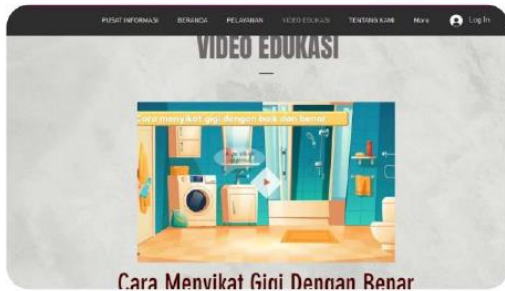 PUSAT INFORMASI BERANDA PELAYANAN VIDEO EDUKASI TENTANG KAMI More Log In
VIDEO EDUKASI
Cara menyikat gigi dengan baik dan benar
Cara Menyikat Gigi Dengan Benar